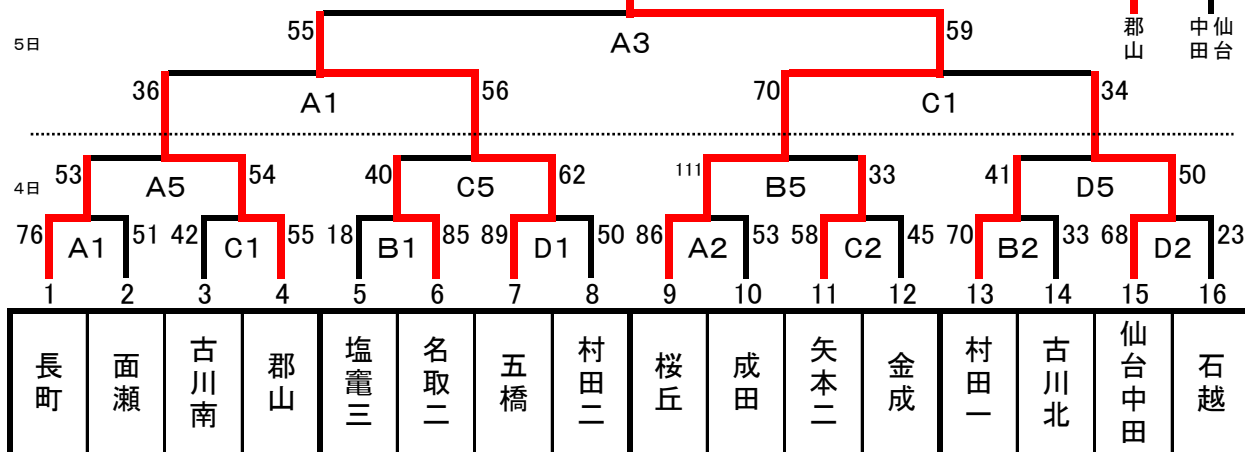 55 59 郡山 中田 仙台
5日 A3
36 56 70 34
A1 C1
53 54 40 62 111 33 41 50
4日 A5 C5 B5 D5
76 51 42 55 18 85 89 50 86 53 58 45 70 33 68 23
A1 C1 B1 D1 A2 C2 B2 D2
1 2 3 4 5 6 7 8 9 10 11 12 13 14 15 16
長町 面瀬 古川南 郡山 塩竈三 名取二 五橋 村田二 桜丘 成田 矢本二 金成 村田一 古川北 仙台中田 石越